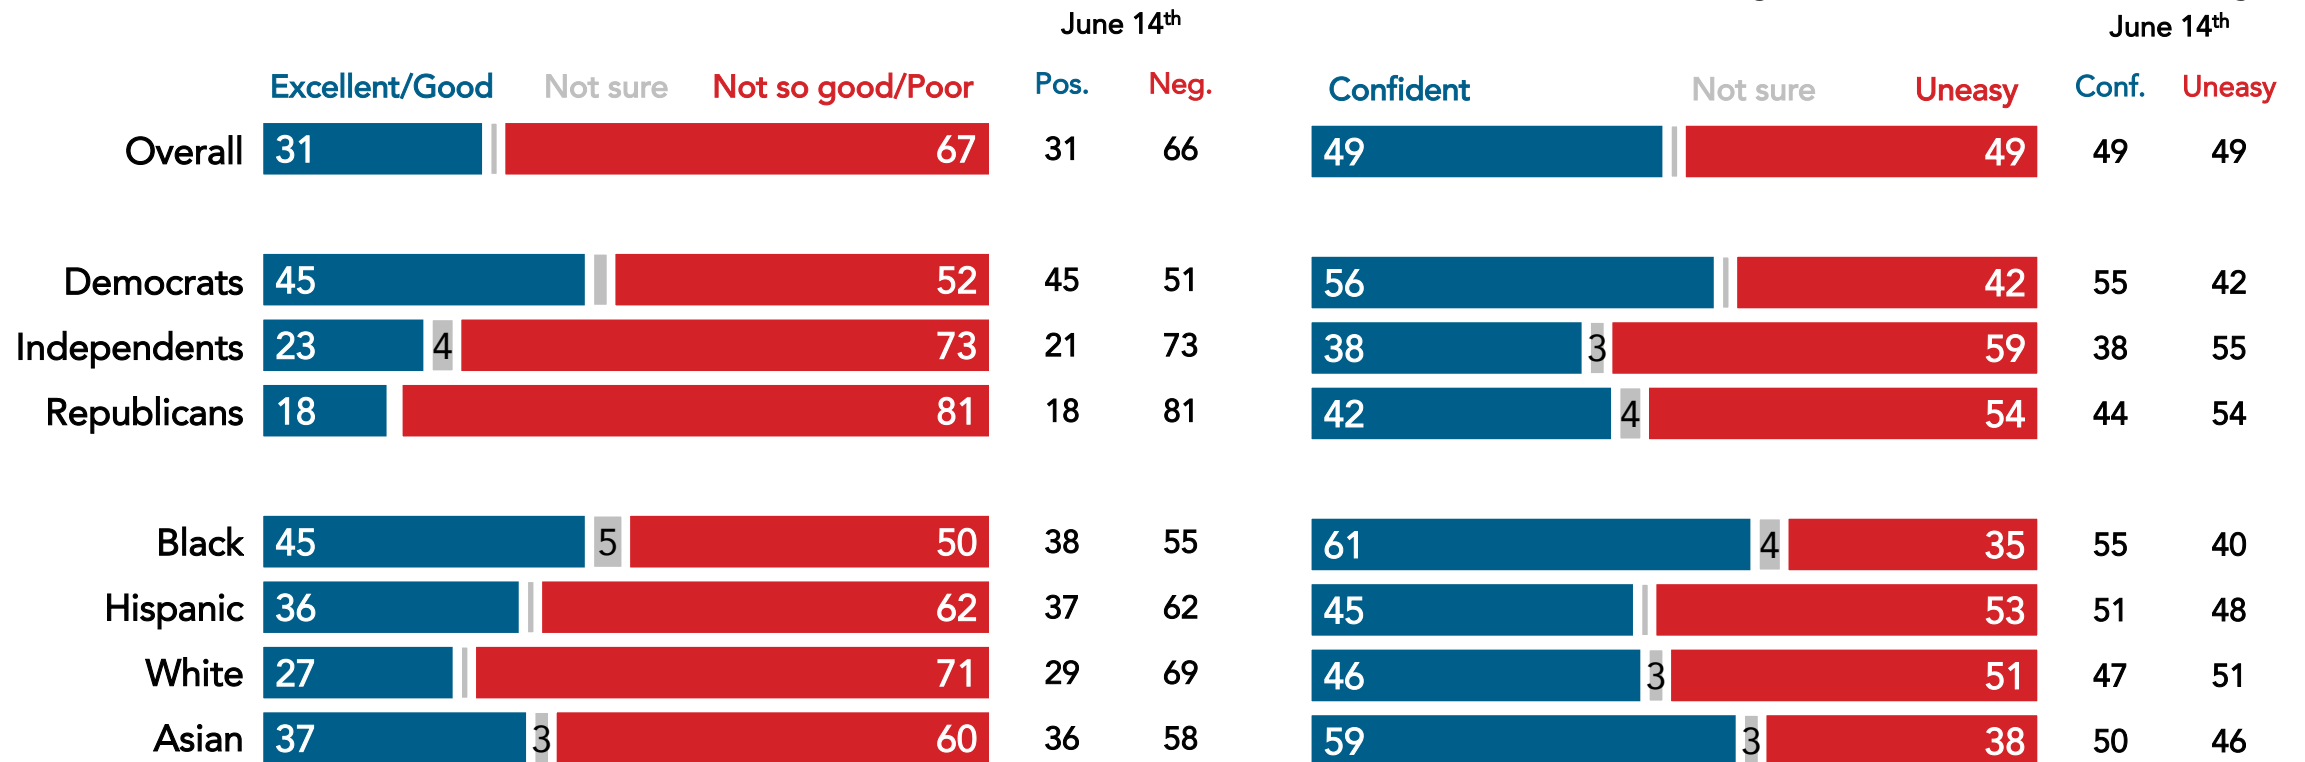 June 14th
June 14th
Excellent/Good Not sure Not so good/Poor Pos. Neg. Confident Not sure Uneasy Conf. Uneasy
Overall 31 67 31 66 49 49 49 49
Democrats 45 52 45 51 56 42 55 42
Independents 23 4 73 21 73 38 3 59 38 55
Republicans 18 81 18 81 42 4 54 44 54
Black 45 5 50 38 55 61 4 35 55 40
Hispanic 36 62 37 62 45 53 51 48
White 27 71 29 69 46 3 51 47 51
Asian 37 3 60 36 58 59 3 38 50 46